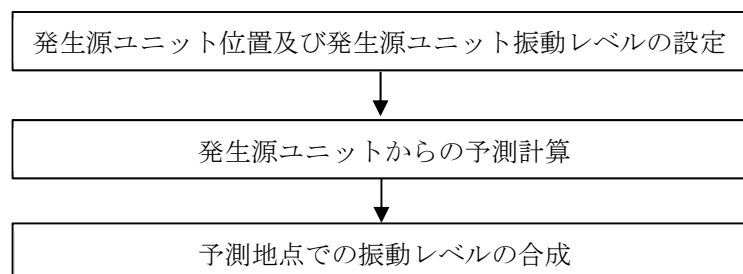 発生源ユニット位置及び発生源ユニット振動レベルの設定
発生源ユニットからの予測計算
予測地点での振動レベルの合成